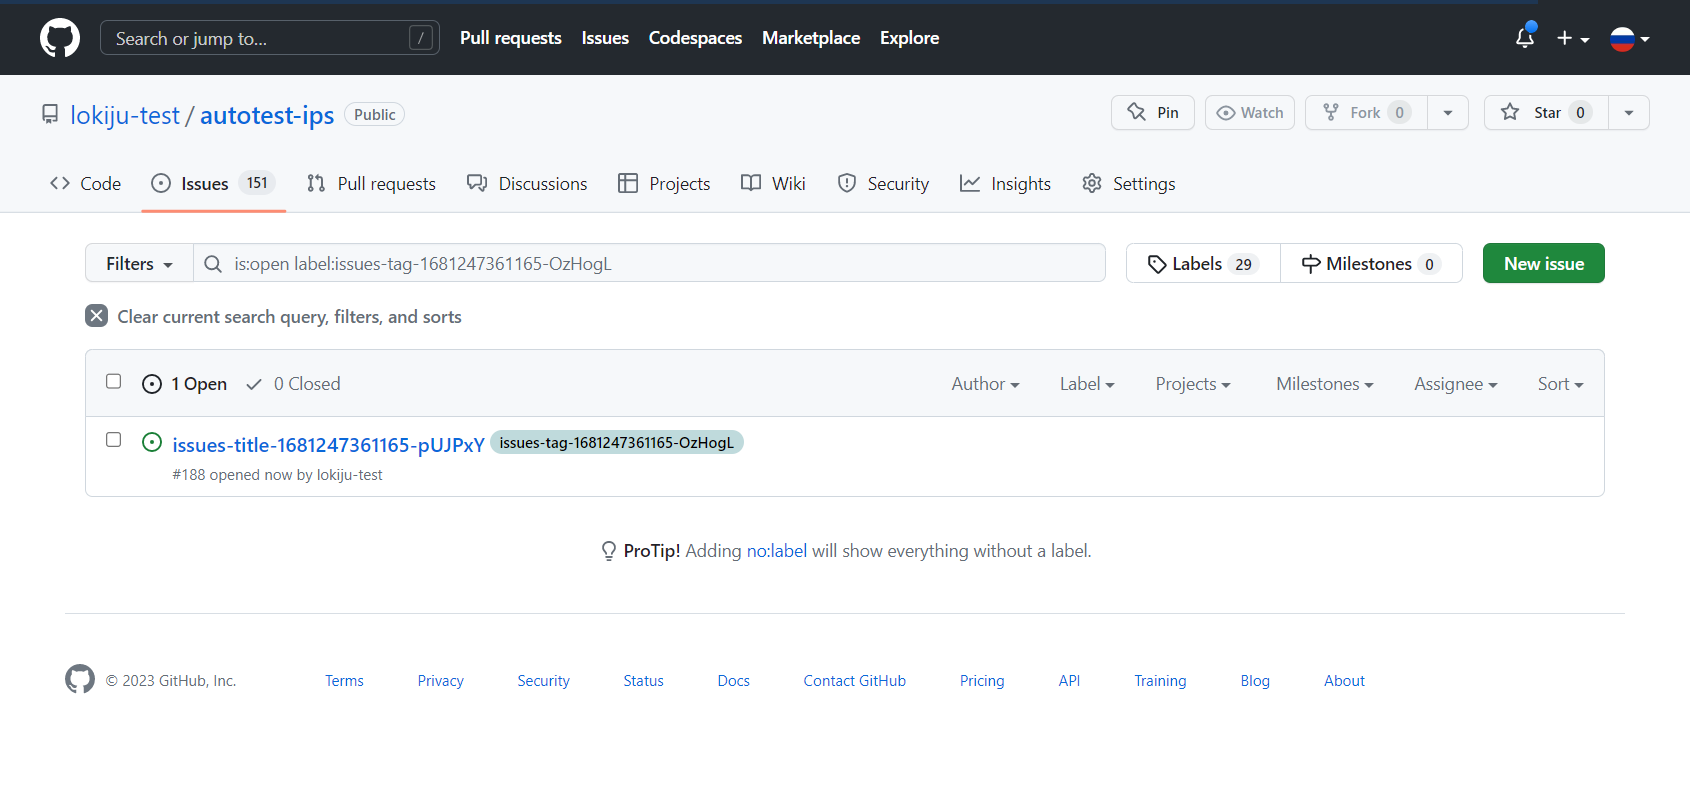 Search or jump to... / Pull requests Issues Codespaces Marketplace Explore
lokiju-test / autotest-ips Public Pin Watch Fork 0 Star 0
Code Issues 151 Pull requests Discussions Projects Wiki Security Insights Settings
Filters is:open label:issues-tag-1681247361165-OzHogL Labels 29 Milestones 0 New issue
Clear current search query, filters, and sorts
1 Open 0 Closed Author Label Projects Milestones Assignee Sort
issues-title-1681247361165-pUJPxY issues-tag-1681247361165-OzHogL
#188 opened now by lokiju-test
ProTip! Adding no:label will show everything without a label.
© 2023 GitHub, Inc. Terms Privacy Security Status Docs Contact GitHub Pricing API Training Blog About